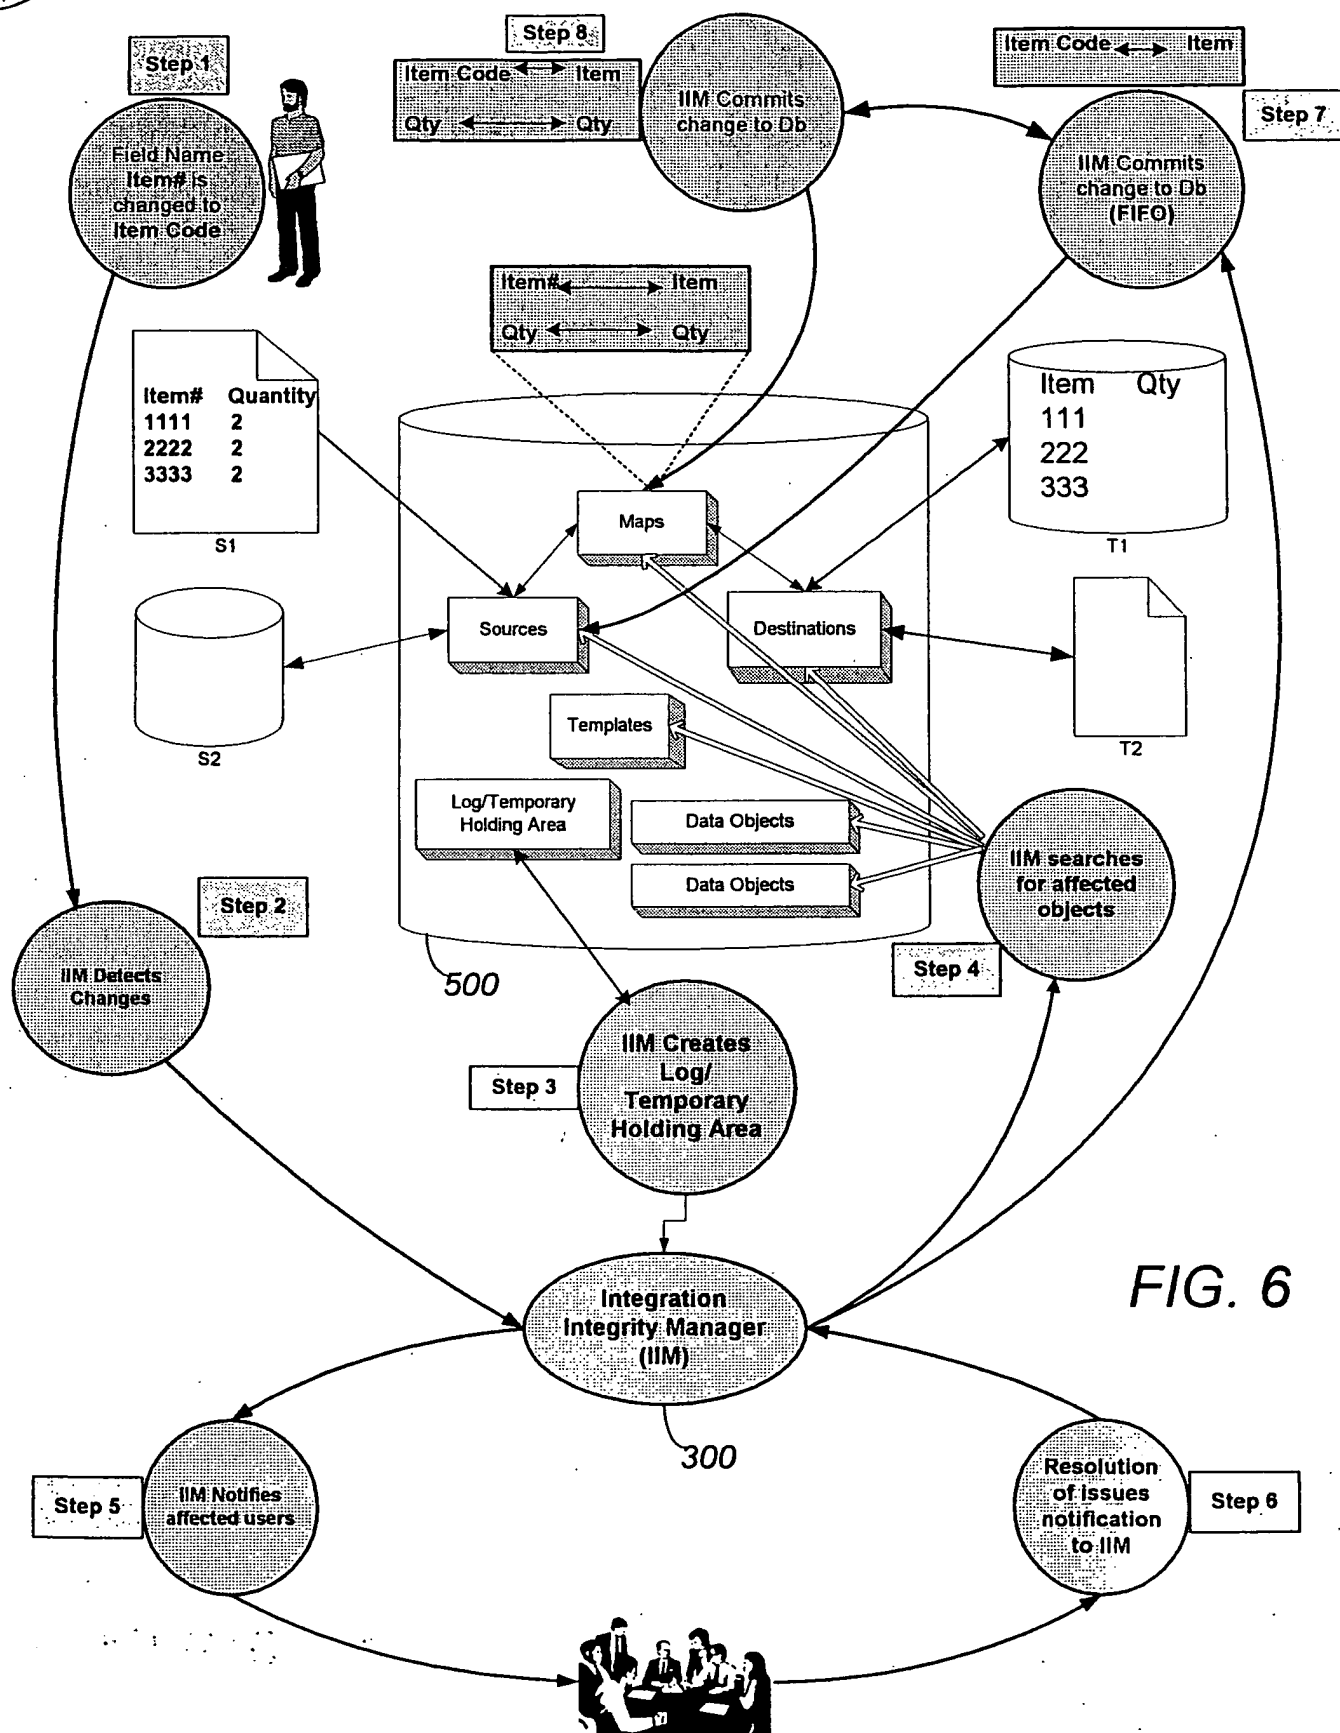 Step 1
Field Name
Item# is
changed to
Item Code
Step 8
Item Code Item
Qty Qty
IIM Commits
change to Db
Item Code Item
Step 7
IIM Commits
change to Db
(FIFO)
Item# Item
Qty Qty
Item# Quantity
1111 2
2222 2
3333 2
S1
Item Qty
111
222
333
T1
Maps
Sources
Destinations
S2
T2
Templates
Log/Temporary
Holding Area
Data Objects
Data Objects
IIM searches
for affected
objects
Step 4
Step 2
IIM Detects
Changes
500
Step 3
IIM Creates
Log/
Temporary
Holding Area
FIG. 6
Integration
Integrity Manager
(IIM)
300
Step 5
IIM Notifies
affected users
Resolution
of issues
notification
to IIM
Step 6